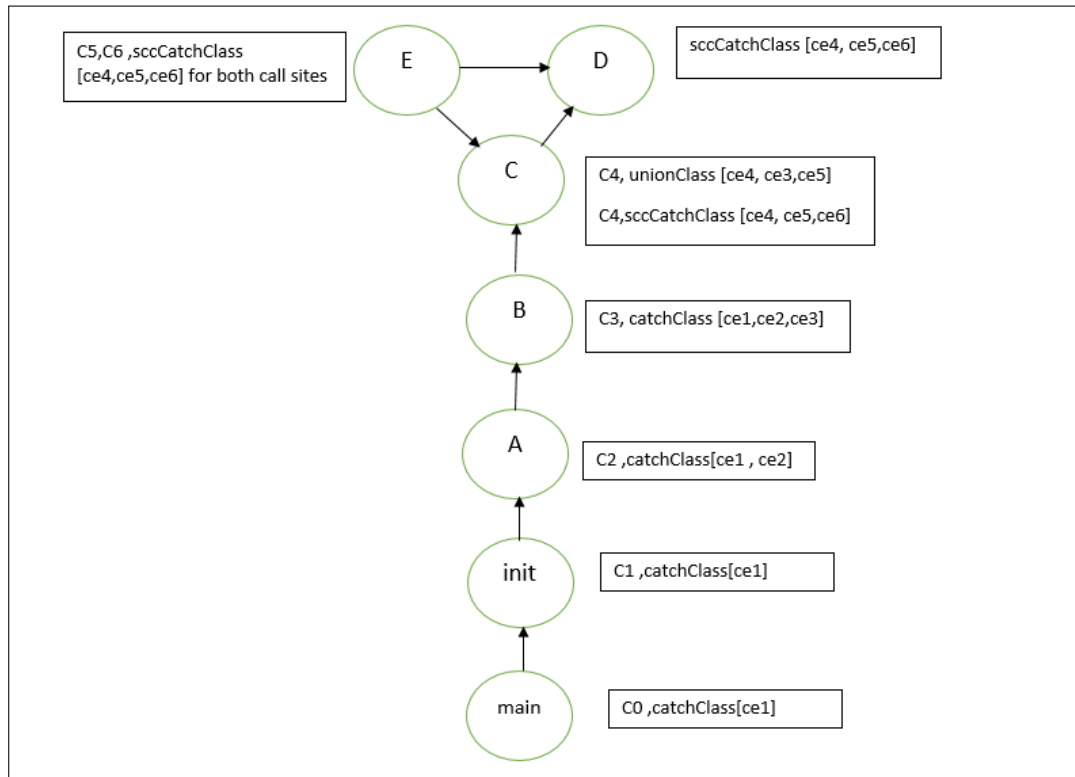 C5,C6 ,sccCatchClass
[ce4,ce5,ce6] for both call sites
E
D
sccCatchClass [ce4, ce5,ce6]
C
C4, unionClass [ce4, ce3,ce5]
C4,sccCatchClass [ce4, ce5,ce6]
B
C3, catchClass [ce1,ce2,ce3]
A
C2 ,catchClass[ce1 , ce2]
init
C1 ,catchClass[ce1]
main
C0 ,catchClass[ce1]